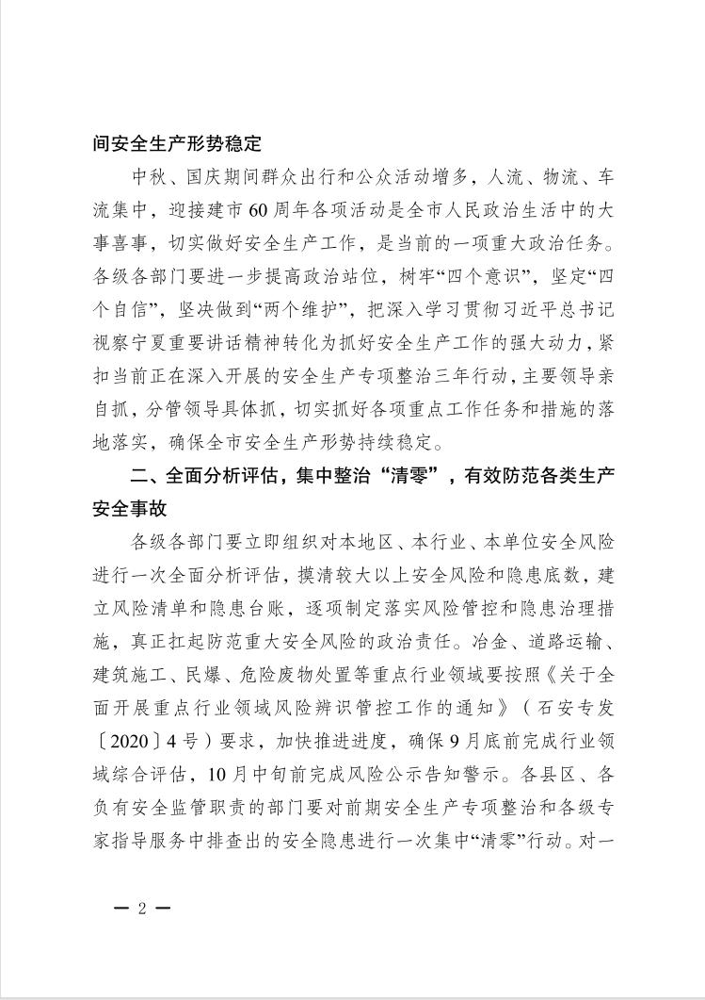 间安全生产形势稳定
中秋、国庆期间群众出行和公众活动增多，人流、物流、车
流集中，迎接建市 60 周年各项活动是全市人民政治生活中的大
事喜事，切实做好安全生产工作，是当前的一项重大政治任务。
各级各部门要进一步提高政治站位，树牢“四个意识”，坚定“四
个自信”，坚决做到“两个维护”，把深入学习贯彻习近平总书记
视察宁夏重要讲话精神转化为抓好安全生产工作的强大动力，紧
扣当前正在深入开展的安全生产专项整治三年行动，主要领导亲
自抓，分管领导具体抓，切实抓好各项重点工作任务和措施的落
地落实，确保全市安全生产形势持续稳定。
二、全面分析评估，集中整治“清零”，有效防范各类生产
安全事故
各级各部门要立即组织对本地区、本行业、本单位安全风险
进行一次全面分析评估，摸清较大以上安全风险和隐患底数，建
立风险清单和隐患台账，逐项制定落实风险管控和隐患治理措
施，真正扛起防范重大安全风险的政治责任。冶金、道路运输、
建筑施工、民爆、危险废物处置等重点行业领域要按照《关于全
面开展重点行业领域风险辨识管控工作的通知》（石安专发
〔2020〕4 号）要求，加快推进进度，确保 9 月底前完成行业领
域综合评估，10 月中旬前完成风险公示告知警示。各县区、各
负有安全监管职责的部门要对前期安全生产专项整治和各级专
家指导服务中排查出的安全隐患进行一次集中“清零”行动。对一
— 2 —